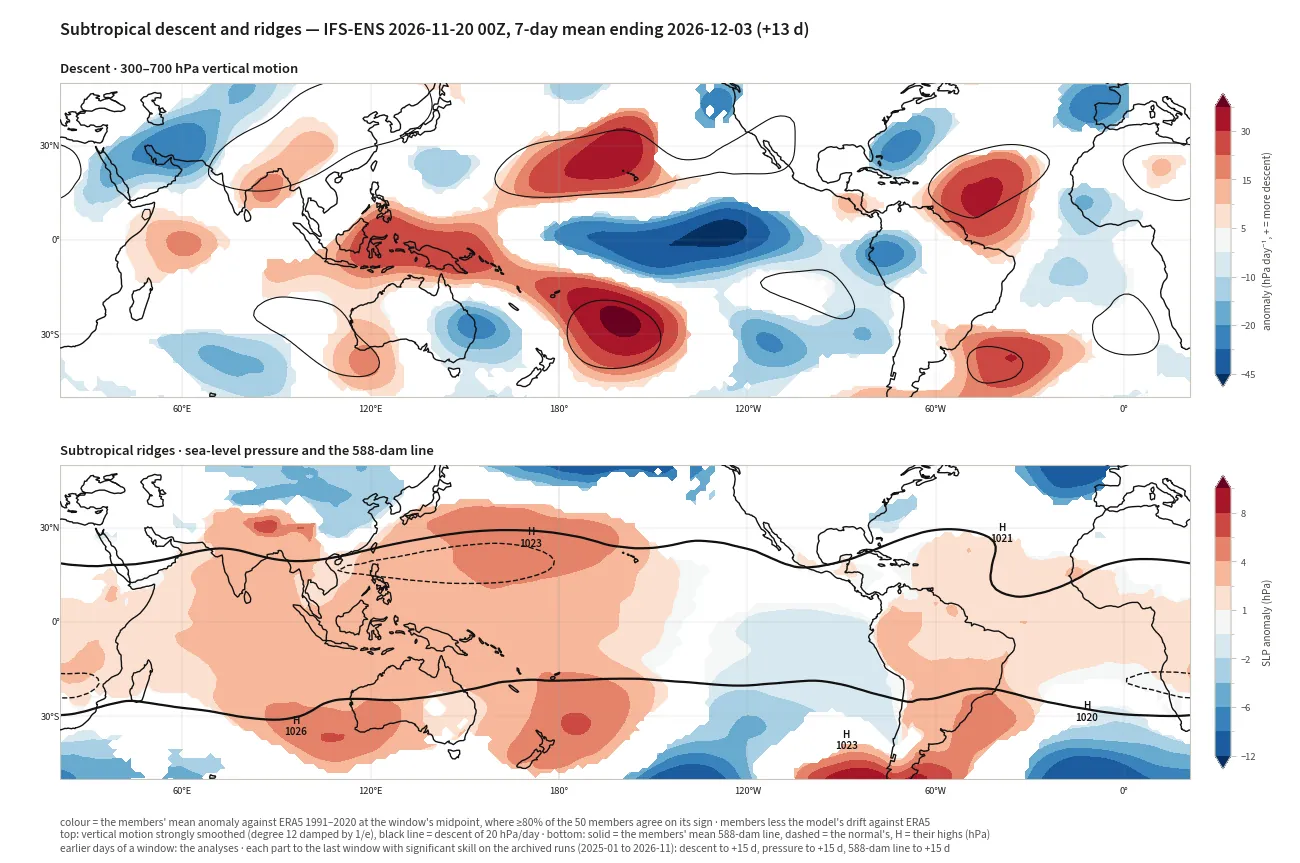 Subtropical descent and ridges — IFS-ENS 2026-11-20 00Z, 7-day mean ending 2026-12-03 (+13 d)
Descent · 300–700 hPa vertical motion
30°N
0°
30°S
60°E
120°E
180°
120°W
60°W
0°
30
15
5
−10
−20
−45
anomaly (hPa day⁻¹, + = more descent)
Subtropical ridges · sea-level pressure and the 588-dam line
30°N
0°
30°S
H
1023
H
1021
H
1026
H
1023
H
1020
60°E
120°E
180°
120°W
60°W
0°
8
4
1
−2
−6
−12
SLP anomaly (hPa)
colour = the members' mean anomaly against ERA5 1991–2020 at the window's midpoint, where ≥80% of the 50 members agree on its sign · members less the model's drift against ERA5
top: vertical motion strongly smoothed (degree 12 damped by 1/e), black line = descent of 20 hPa/day · bottom: solid = the members' mean 588-dam line, dashed = the normal's, H = their highs (hPa)
earlier days of a window: the analyses · each part to the last window with significant skill on the archived runs (2025-01 to 2026-11): descent to +15 d, pressure to +15 d, 588-dam line to +15 d